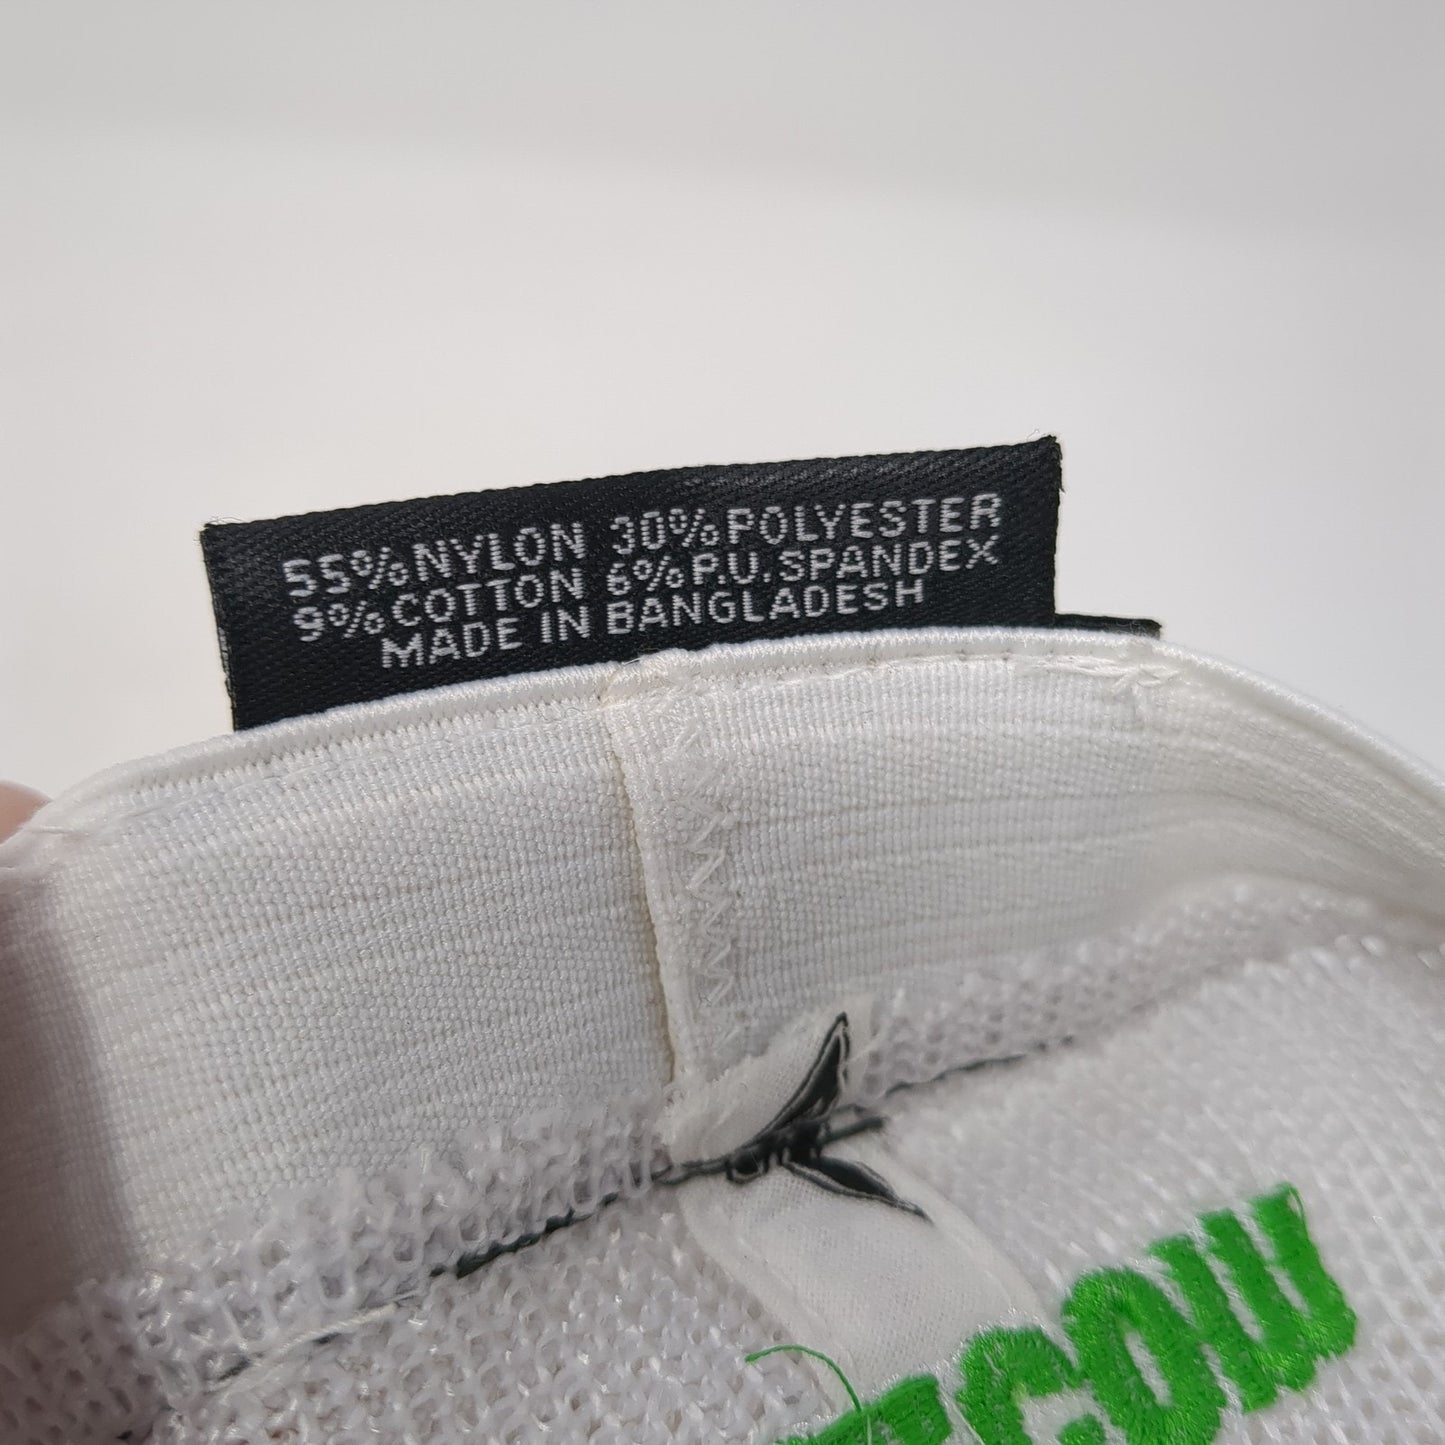 55% NYLON 30% POLYESTER
9% COTTON 6% P.U. SPANDEX
MADE IN BANGLADESH